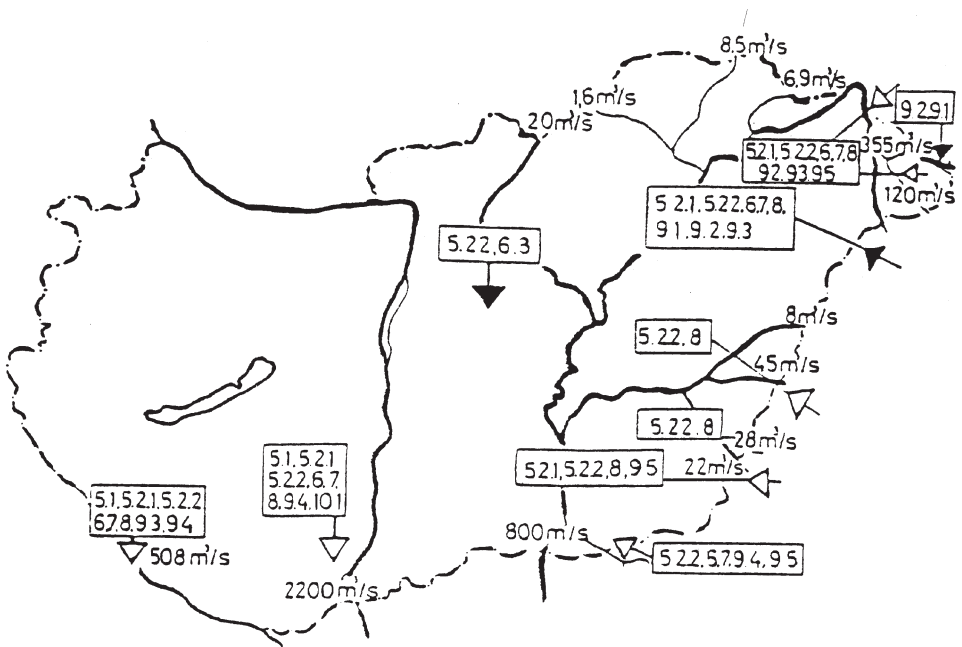 8.5m³/s
6,9m³/s
1,6m³/s
20m³/s
9 2.9.1
355m³/s
5.2.1,5 2.2,6,7,8
9.2,9.3,9.5
120m³/s
5 2.1,5.2.2,6,7,8,
9 1,9.2,9.3
5.2.2,6.3
8m³/s
5.2.2,8
45m³/s
5.2.2,8
28m³/s
5.2.1,5.2.2,8,9 5
22m³/s
5.1,5.2.1
5.2.2,6.7,
8,9.4,10.1
5.1,5.2.1,5.2.2
6.7,8,9 3,9.4
508m³/s
800m³/s
5 2.2,5,7,9.4,9 5
2200m³/s